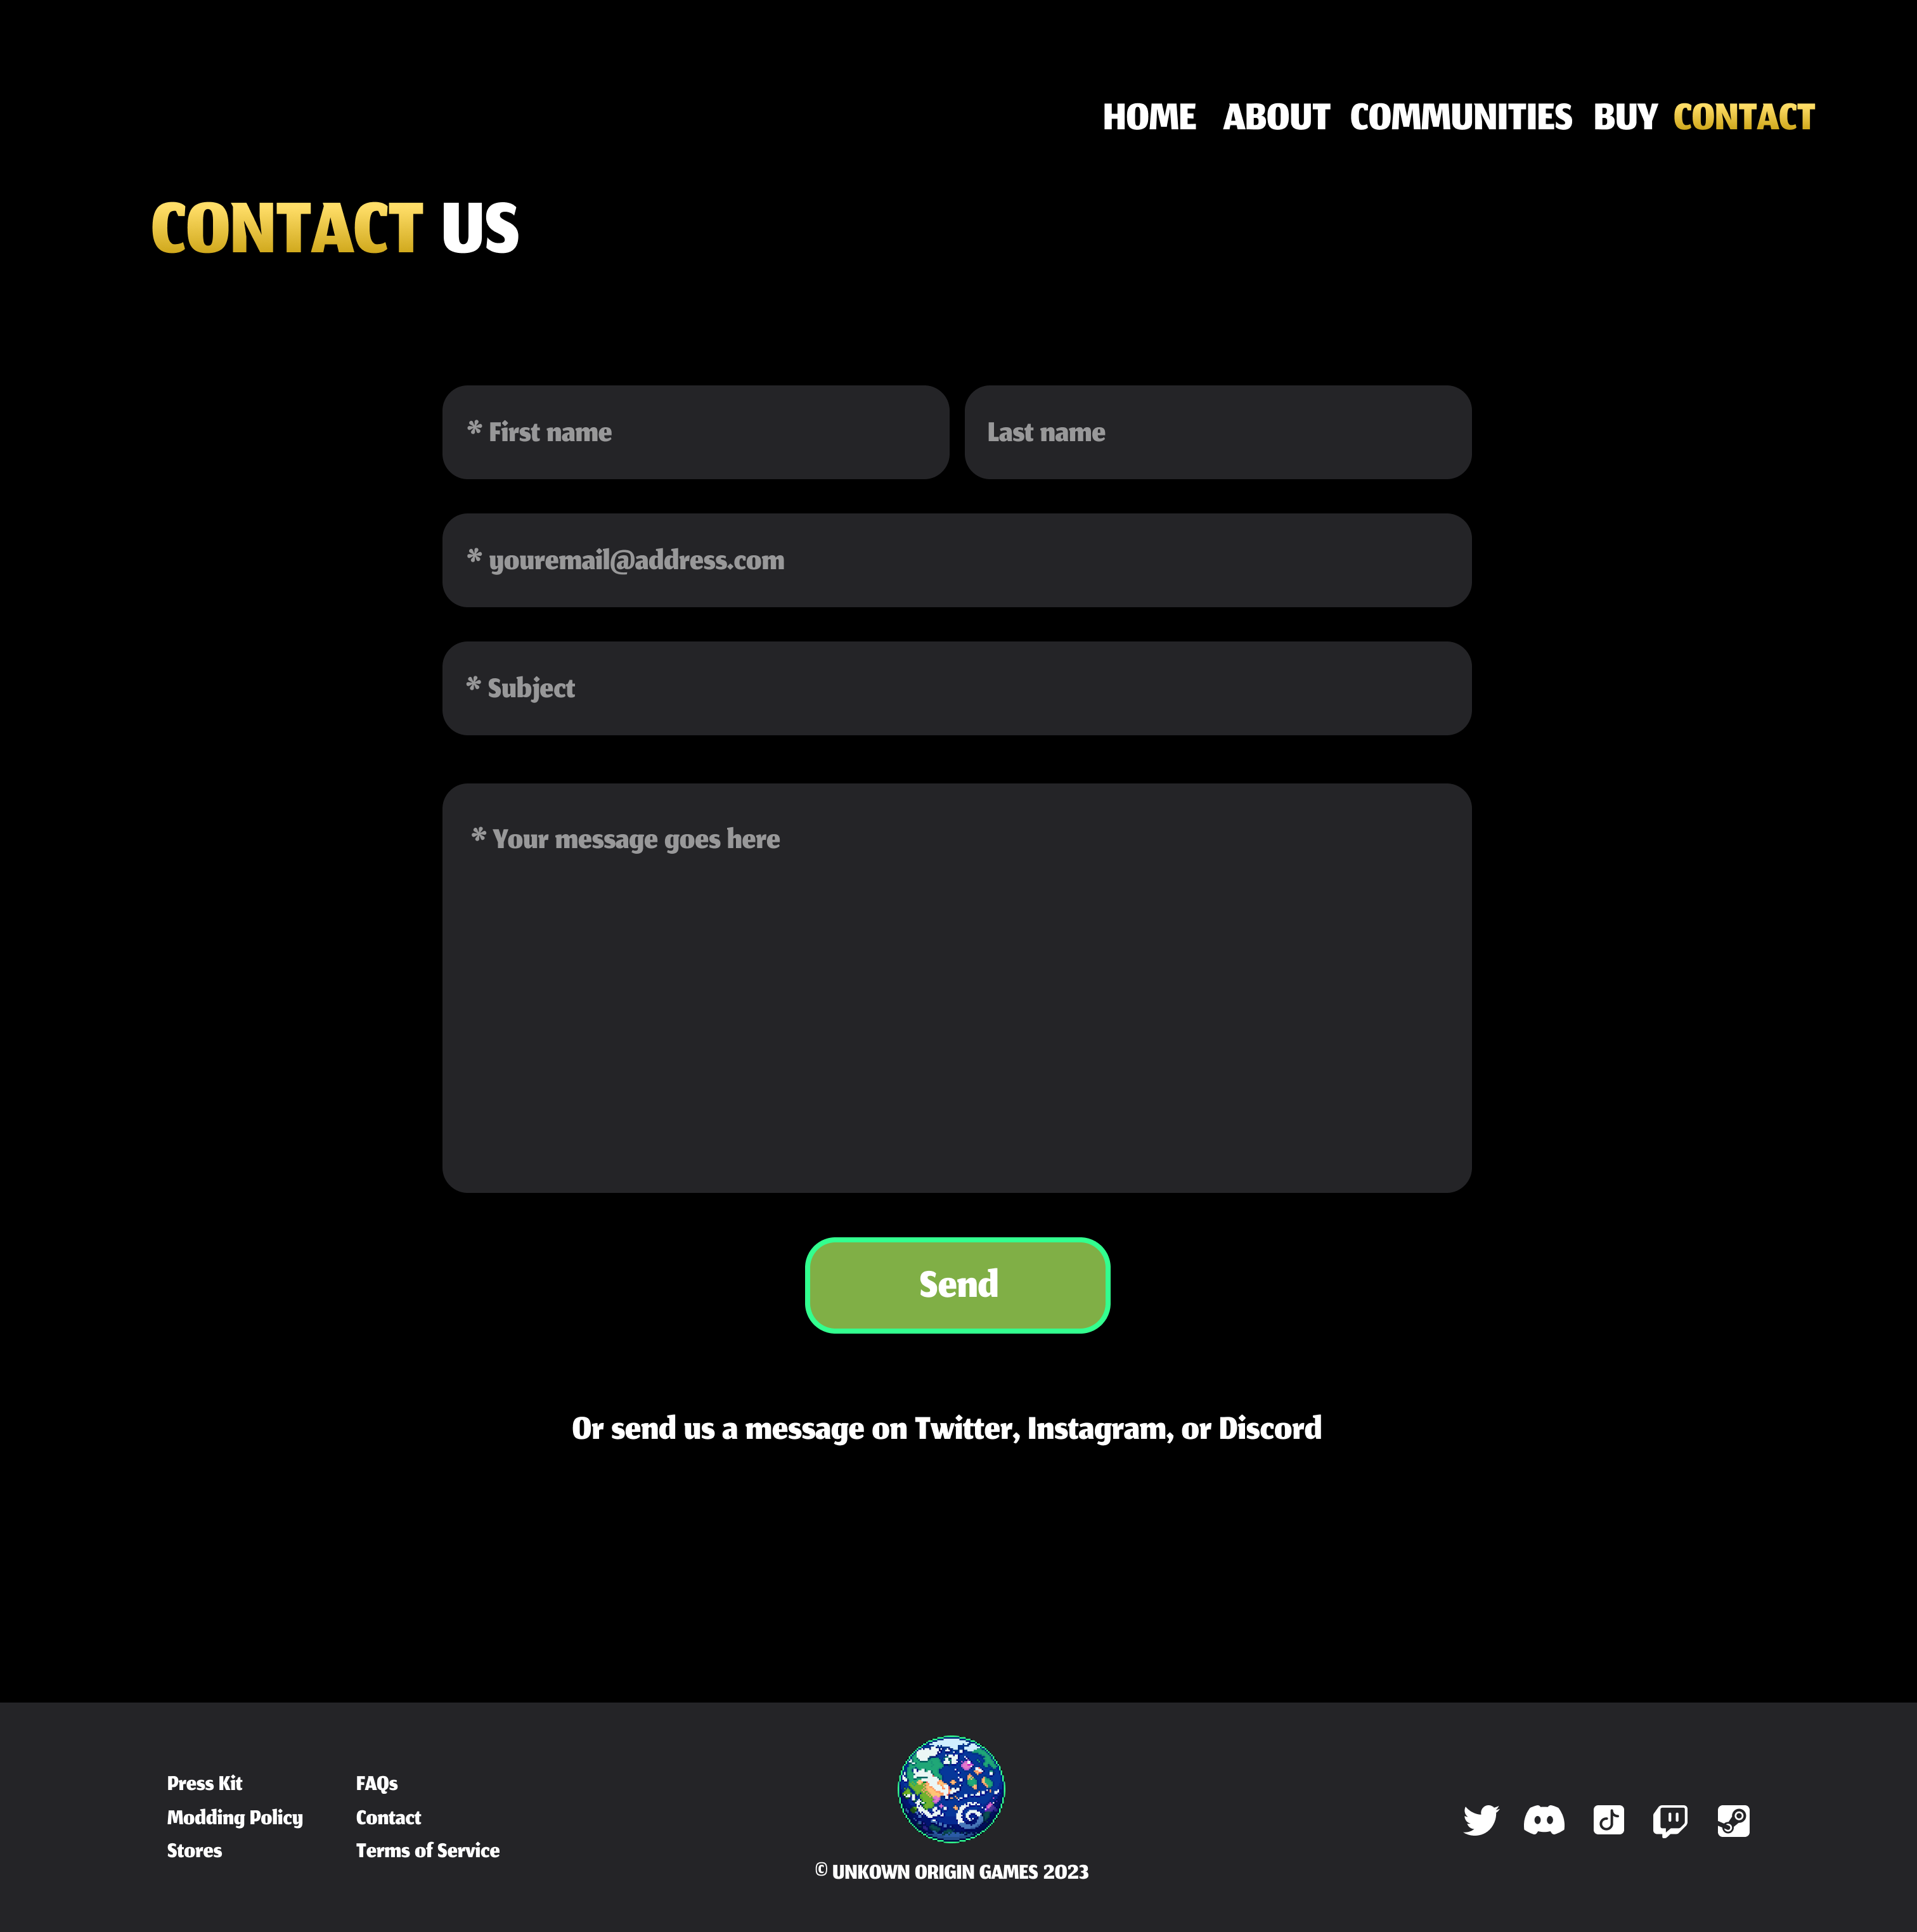 HOME ABOUT COMMUNITIES BUY CONTACT
CONTACT US
* First name
Last name
* youremail@address.com
* Subject
* Your message goes here
Send
Or send us a message on Twitter, Instagram, or Discord
Press Kit
Modding Policy
Stores
FAQs
Contact
Terms of Service
© UNKOWN ORIGIN GAMES 2023